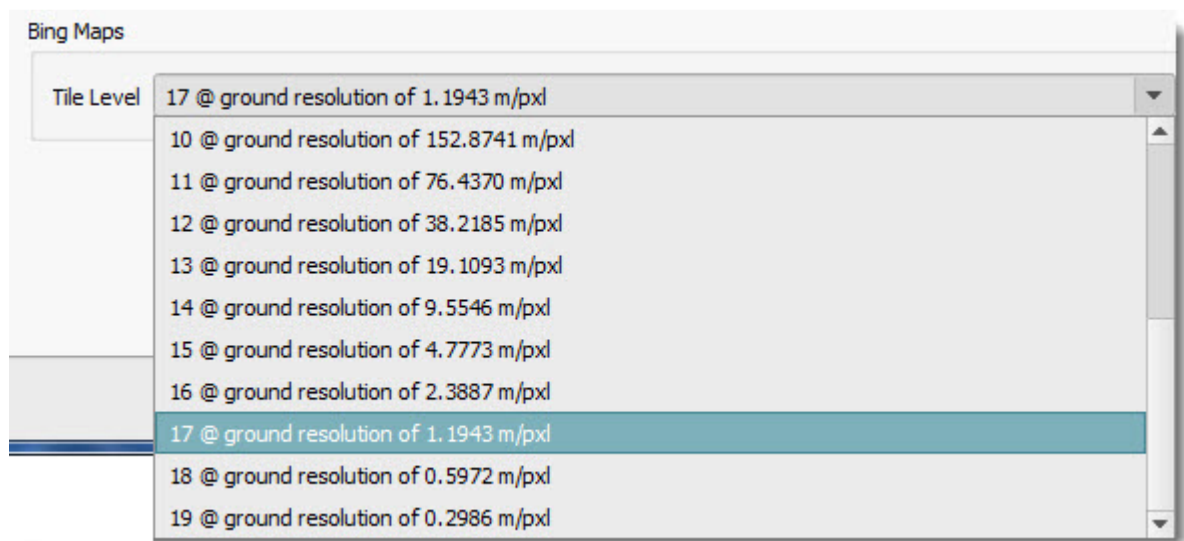 Bing Maps
Tile Level 17 @ ground resolution of 1.1943 m/pxl
10 @ ground resolution of 152.8741 m/pxl
11 @ ground resolution of 76.4370 m/pxl
12 @ ground resolution of 38.2185 m/pxl
13 @ ground resolution of 19.1093 m/pxl
14 @ ground resolution of 9.5546 m/pxl
15 @ ground resolution of 4.7773 m/pxl
16 @ ground resolution of 2.3887 m/pxl
17 @ ground resolution of 1.1943 m/pxl
18 @ ground resolution of 0.5972 m/pxl
19 @ ground resolution of 0.2986 m/pxl